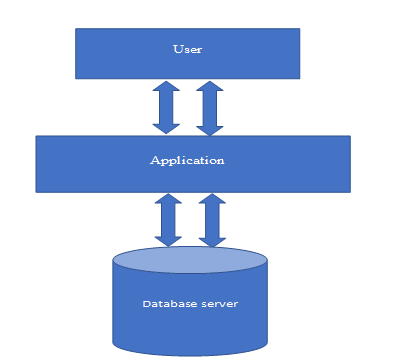 User
Application
Database server